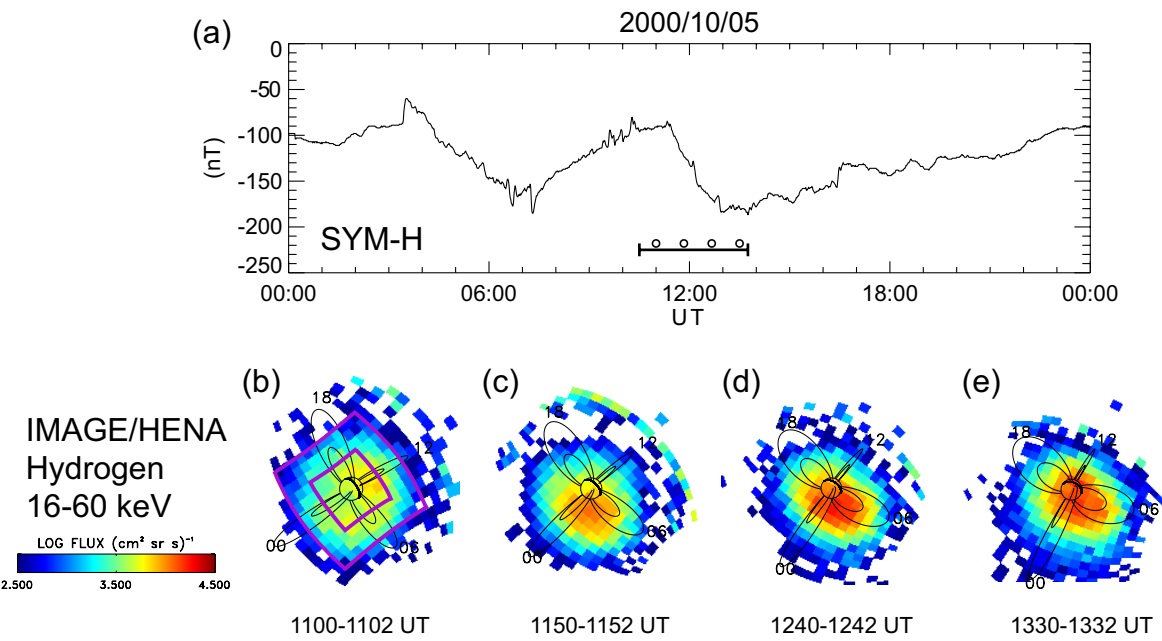 2000/10/05
(a)
0
-50
-100
-150
-200
-250
(nT)
SYM-H
00:00 06:00 12:00 18:00 00:00
UT
(b) (c) (d) (e)
IMAGE/HENA
Hydrogen
16-60 keV
LOG FLUX (cm² sr s)⁻¹
2.500 3.500 4.500
18 12 06 00
18 12 06 00
18 12 06 00
18 12 06 00
1100-1102 UT 1150-1152 UT 1240-1242 UT 1330-1332 UT